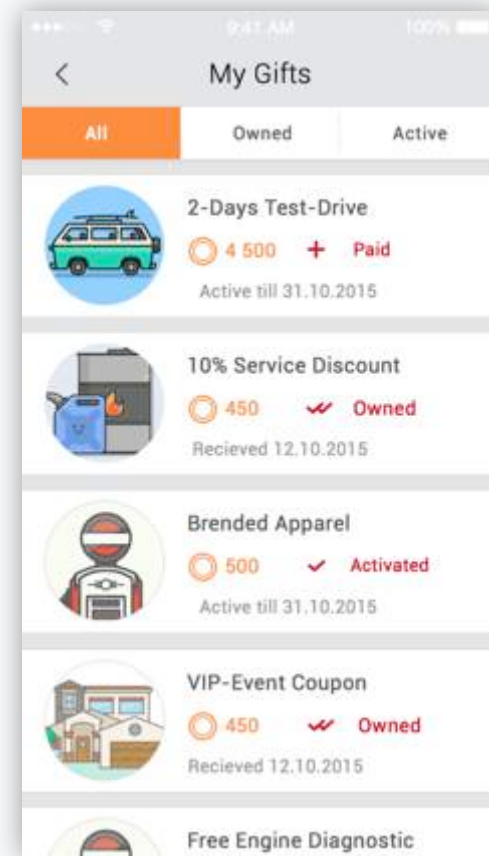 9:41 AM 100%
My Gifts
All Owned Active
2-Days Test-Drive
4 500 + Paid
Active till 31.10.2015
10% Service Discount
450 Owned
Recieved 12.10.2015
Brended Apparel
500 Activated
Active till 31.10.2015
VIP-Event Coupon
450 Owned
Recieved 12.10.2015
Free Engine Diagnostic